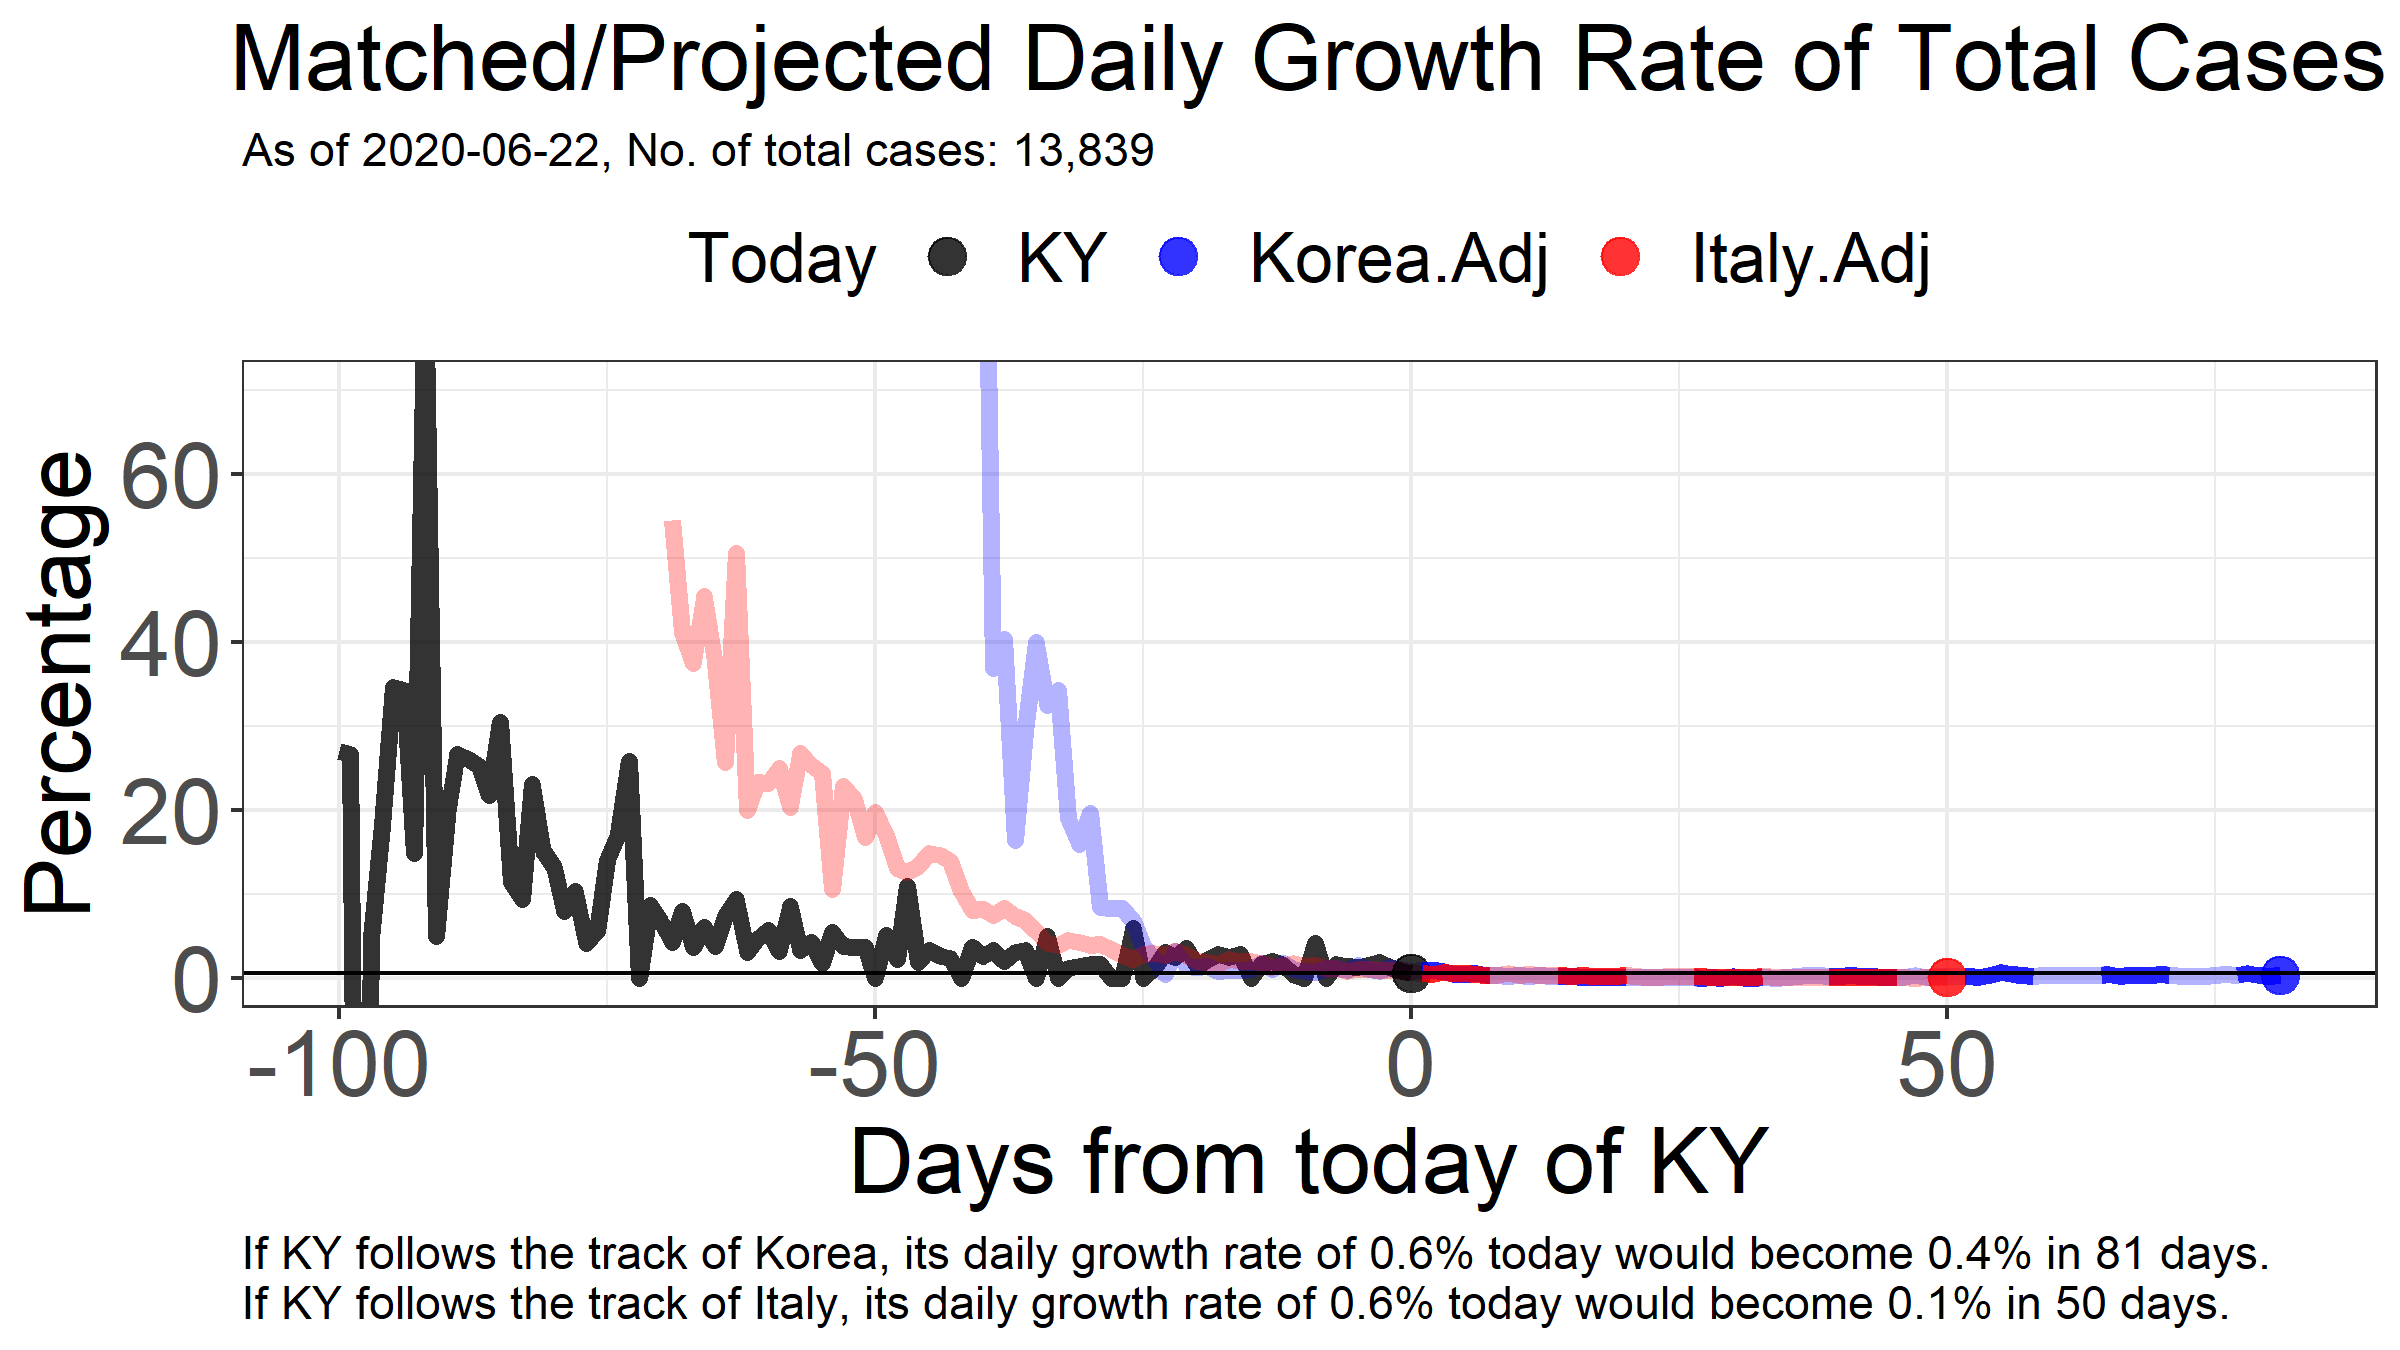 Matched/Projected Daily Growth Rate of Total Cases
As of 2020-06-22, No. of total cases: 13,839
Today KY Korea.Adj Italy.Adj
Percentage
60
40
20
0
-100 -50 0 50
Days from today of KY
If KY follows the track of Korea, its daily growth rate of 0.6% today would become 0.4% in 81 days.
If KY follows the track of Italy, its daily growth rate of 0.6% today would become 0.1% in 50 days.